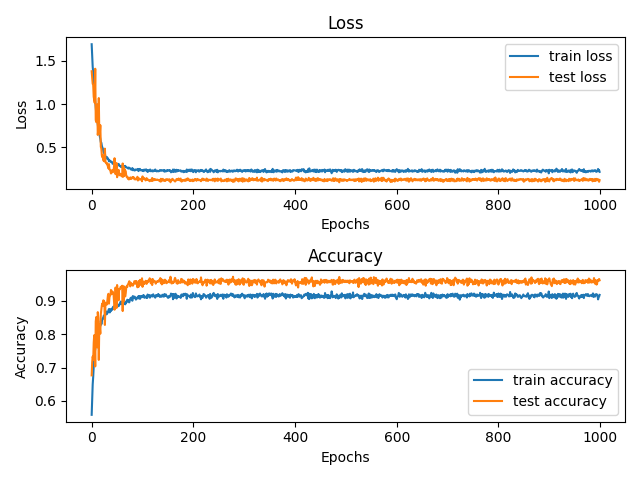 Loss
1.5
1.0
0.5
Loss
train loss
test loss
0 200 400 600 800 1000
Epochs
Accuracy
0.9
0.8
0.7
0.6
Accuracy
train accuracy
test accuracy
0 200 400 600 800 1000
Epochs